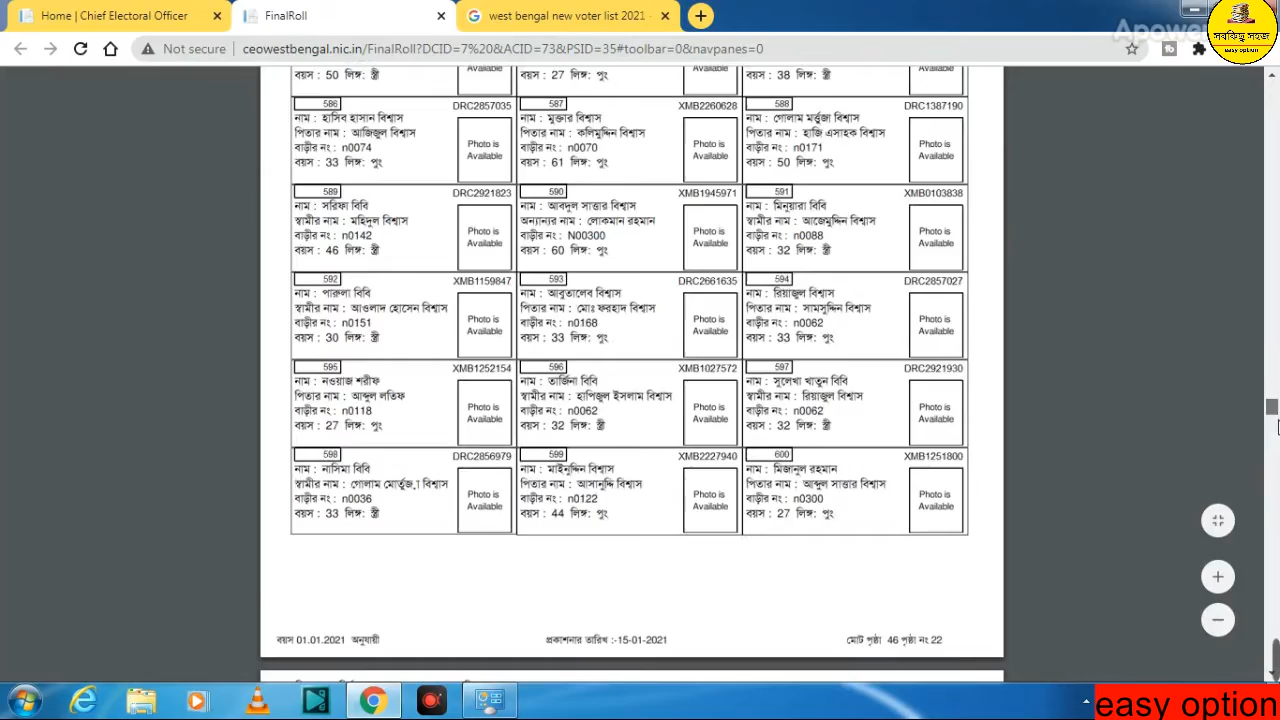 Home | Chief Electoral Officer
FinalRoll
west bengal new voter list 2021 -
Apower
সবকিছু সহজ
easy option
Not secure
ceowestbengal.nic.in/FinalRoll?DCID=7%20&ACID=73&PSID=35#toolbar=0&navpanes=0
বয়স : 50 লিঙ্গ: স্ত্রী
Available
বয়স : 27 লিঙ্গ: পুং
Available
বয়স : 38 লিঙ্গ: স্ত্রী
Available
586
DRC2857035
নাম : হাসিব হাসান বিশ্বাস
পিতার নাম : আজিজুল বিশ্বাস
বাড়ীর নং : n0074
বয়স : 33 লিঙ্গ: পুং
Photo is
Available
587
XMB2260628
নাম : মুক্তার বিশ্বাস
পিতার নাম : কলিমুদ্দিন বিশ্বাস
বাড়ীর নং : n0070
বয়স : 61 লিঙ্গ: পুং
Photo is
Available
588
DRC1387190
নাম : গোলাম মর্ত্তুজা বিশ্বাস
পিতার নাম : হাজি এসাহক বিশ্বাস
বাড়ীর নং : n0171
বয়স : 50 লিঙ্গ: পুং
Photo is
Available
589
DRC2921823
নাম : সরিফা বিবি
স্বামীর নাম : মহিদুল বিশ্বাস
বাড়ীর নং : n0142
বয়স : 46 লিঙ্গ: স্ত্রী
Photo is
Available
590
XMB1945971
নাম : আবদুল সাত্তার বিশ্বাস
অন্যান্যর নাম : লোকমান রহমান
বাড়ীর নং : N00300
বয়স : 60 লিঙ্গ: পুং
Photo is
Available
591
XMB0103838
নাম : মিনুয়ারা বিবি
স্বামীর নাম : আজেমুদ্দিন বিশ্বাস
বাড়ীর নং : n0088
বয়স : 32 লিঙ্গ: স্ত্রী
Photo is
Available
592
XMB1159847
নাম : পারুলা বিবি
স্বামীর নাম : আওলাদ হোসেন বিশ্বাস
বাড়ীর নং : n0151
বয়স : 30 লিঙ্গ: স্ত্রী
Photo is
Available
593
DRC2661635
নাম : আবুতালেব বিশ্বাস
পিতার নাম : মোঃ ফরহাদ বিশ্বাস
বাড়ীর নং : n0168
বয়স : 33 লিঙ্গ: পুং
Photo is
Available
594
DRC2857027
নাম : রিয়াজুল বিশ্বাস
পিতার নাম : সামসুদ্দিন বিশ্বাস
বাড়ীর নং : n0062
বয়স : 33 লিঙ্গ: পুং
Photo is
Available
595
XMB1252154
নাম : নওয়াজ শরীফ
পিতার নাম : আব্দুল লতিফ
বাড়ীর নং : n0118
বয়স : 27 লিঙ্গ: পুং
Photo is
Available
596
XMB1027572
নাম : তার্জিনা বিবি
স্বামীর নাম : হাপিজুল ইসলাম বিশ্বাস
বাড়ীর নং : n0062
বয়স : 32 লিঙ্গ: স্ত্রী
Photo is
Available
597
DRC2921930
নাম : সুলেখা খাতুন বিবি
স্বামীর নাম : রিয়াজুল বিশ্বাস
বাড়ীর নং : n0062
বয়স : 32 লিঙ্গ: স্ত্রী
Photo is
Available
598
DRC2856979
নাম : নাসিমা বিবি
স্বামীর নাম : গোলাম বিশ্বাস
বাড়ীর নং : n0036
বয়স : 33 লিঙ্গ: স্ত্রী
Photo is
Available
599
XMB2227940
নাম : মাইনুদ্দিন বিশ্বাস
পিতার নাম : আসানুদ্দি বিশ্বাস
বাড়ীর নং : n0122
বয়স : 44 লিঙ্গ: পুং
Photo is
Available
600
XMB1251800
নাম : মিজানুল রহমান
পিতার নাম : আব্দুল সাত্তার বিশ্বাস
বাড়ীর নং : n0300
বয়স : 27 লিঙ্গ: পুং
Photo is
Available
বয়স 01.01.2021 অনুযায়ী
প্রকাশনার তারিখ :-15-01-2021
মোট পৃষ্ঠা 46 পৃষ্ঠা নং 22
easy option